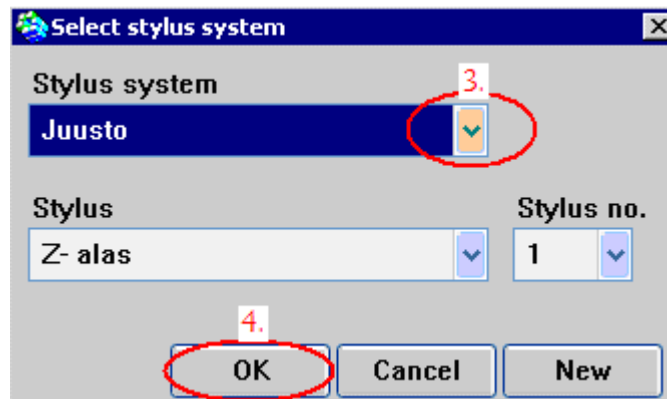 Select stylus system
Stylus system
3.
Juusto
Stylus
Stylus no.
Z- alas
1
4.
OK
Cancel
New